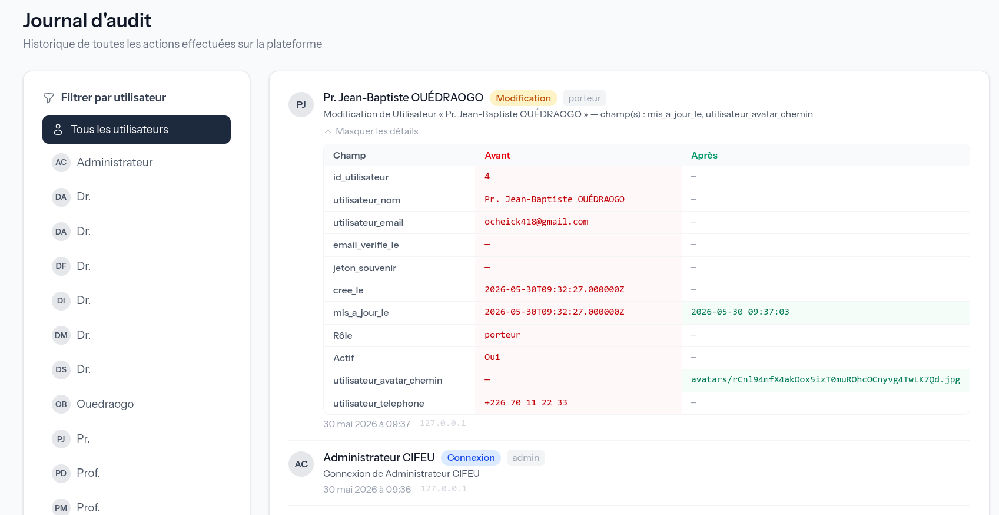 Journal d'audit
Historique de toutes les actions effectuées sur la plateforme
Filtrer par utilisateur
Tous les utilisateurs
AC Administrateur
DA Dr.
DA Dr.
DF Dr.
DI Dr.
DM Dr.
DS Dr.
OB Ouedraogo
PJ Pr.
PD Prof.
PM Prof.
PJ Pr. Jean-Baptiste OUÉDRAOGO Modification porteur
Modification de Utilisateur « Pr. Jean-Baptiste OUÉDRAOGO » — champ(s) : mis_a_jour_le, utilisateur_avatar_chemin
Masquer les détails
Champ Avant Après
id_utilisateur 4 —
utilisateur_nom Pr. Jean-Baptiste OUÉDRAOGO —
utilisateur_email ocheick418@gmail.com —
email_verifie_le — —
jeton_souvenir — —
cree_le 2026-05-30T09:32:27.000000Z —
mis_a_jour_le 2026-05-30T09:32:27.000000Z 2026-05-30 09:37:03
Rôle porteur —
Actif Oui —
utilisateur_avatar_chemin — avatars/rCnl94mfX4akOox5izT0muROhcOCnyvg4TwLK7Qd.jpg
utilisateur_telephone +226 70 11 22 33 —
30 mai 2026 à 09:37 127.0.0.1
AC Administrateur CIFEU Connexion admin
Connexion de Administrateur CIFEU
30 mai 2026 à 09:36 127.0.0.1